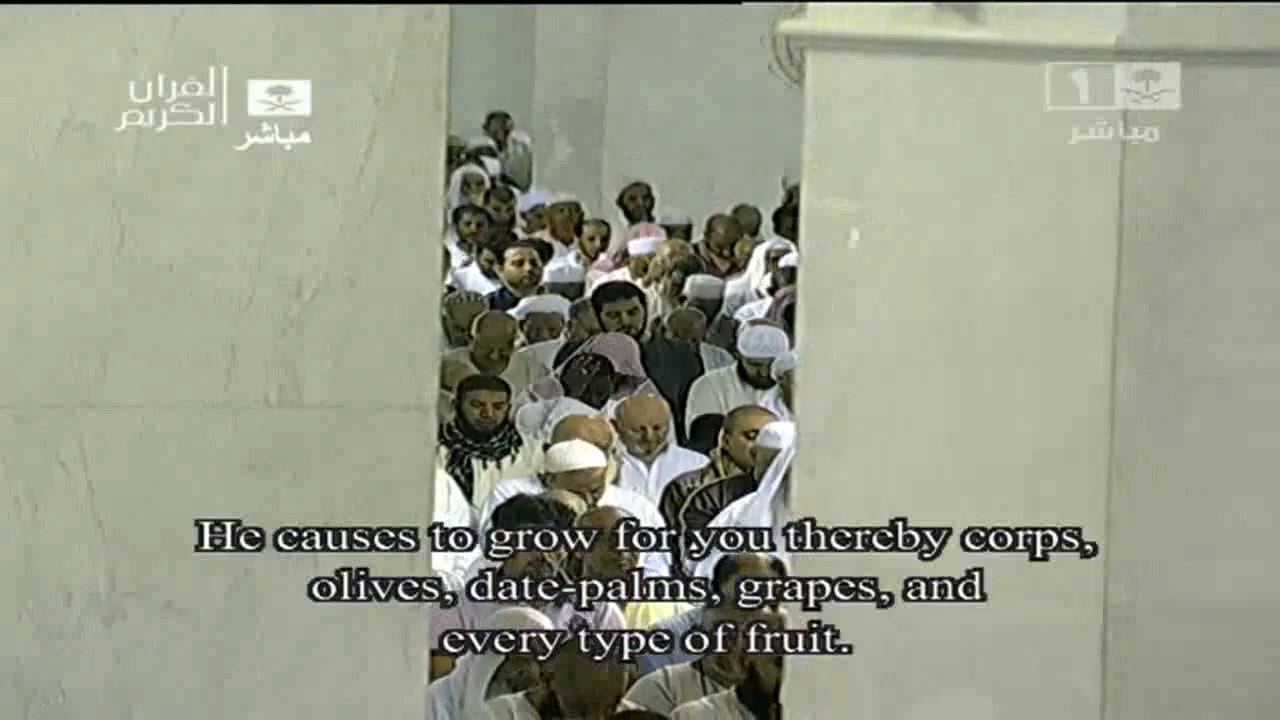 القرآن
الكريم
مباشر
١
مباشر
He causes to grow for you thereby corps,
olives, date-palms, grapes, and
every type of fruit.